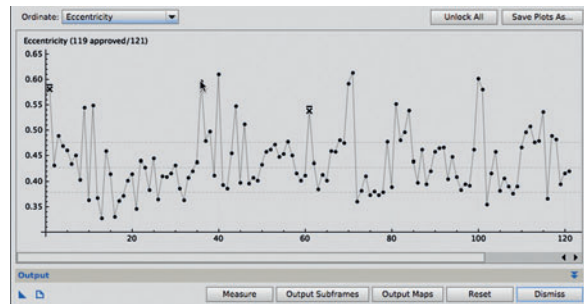 Ordinate: Eccentricity Unlock All Save Plots As...
Eccentricity (119 approved/121)
0.65
0.60
0.55
0.50
0.45
0.40
0.35
20 40 60 80 100 120
Output
Measure Output Subframes Output Maps Reset Dismiss